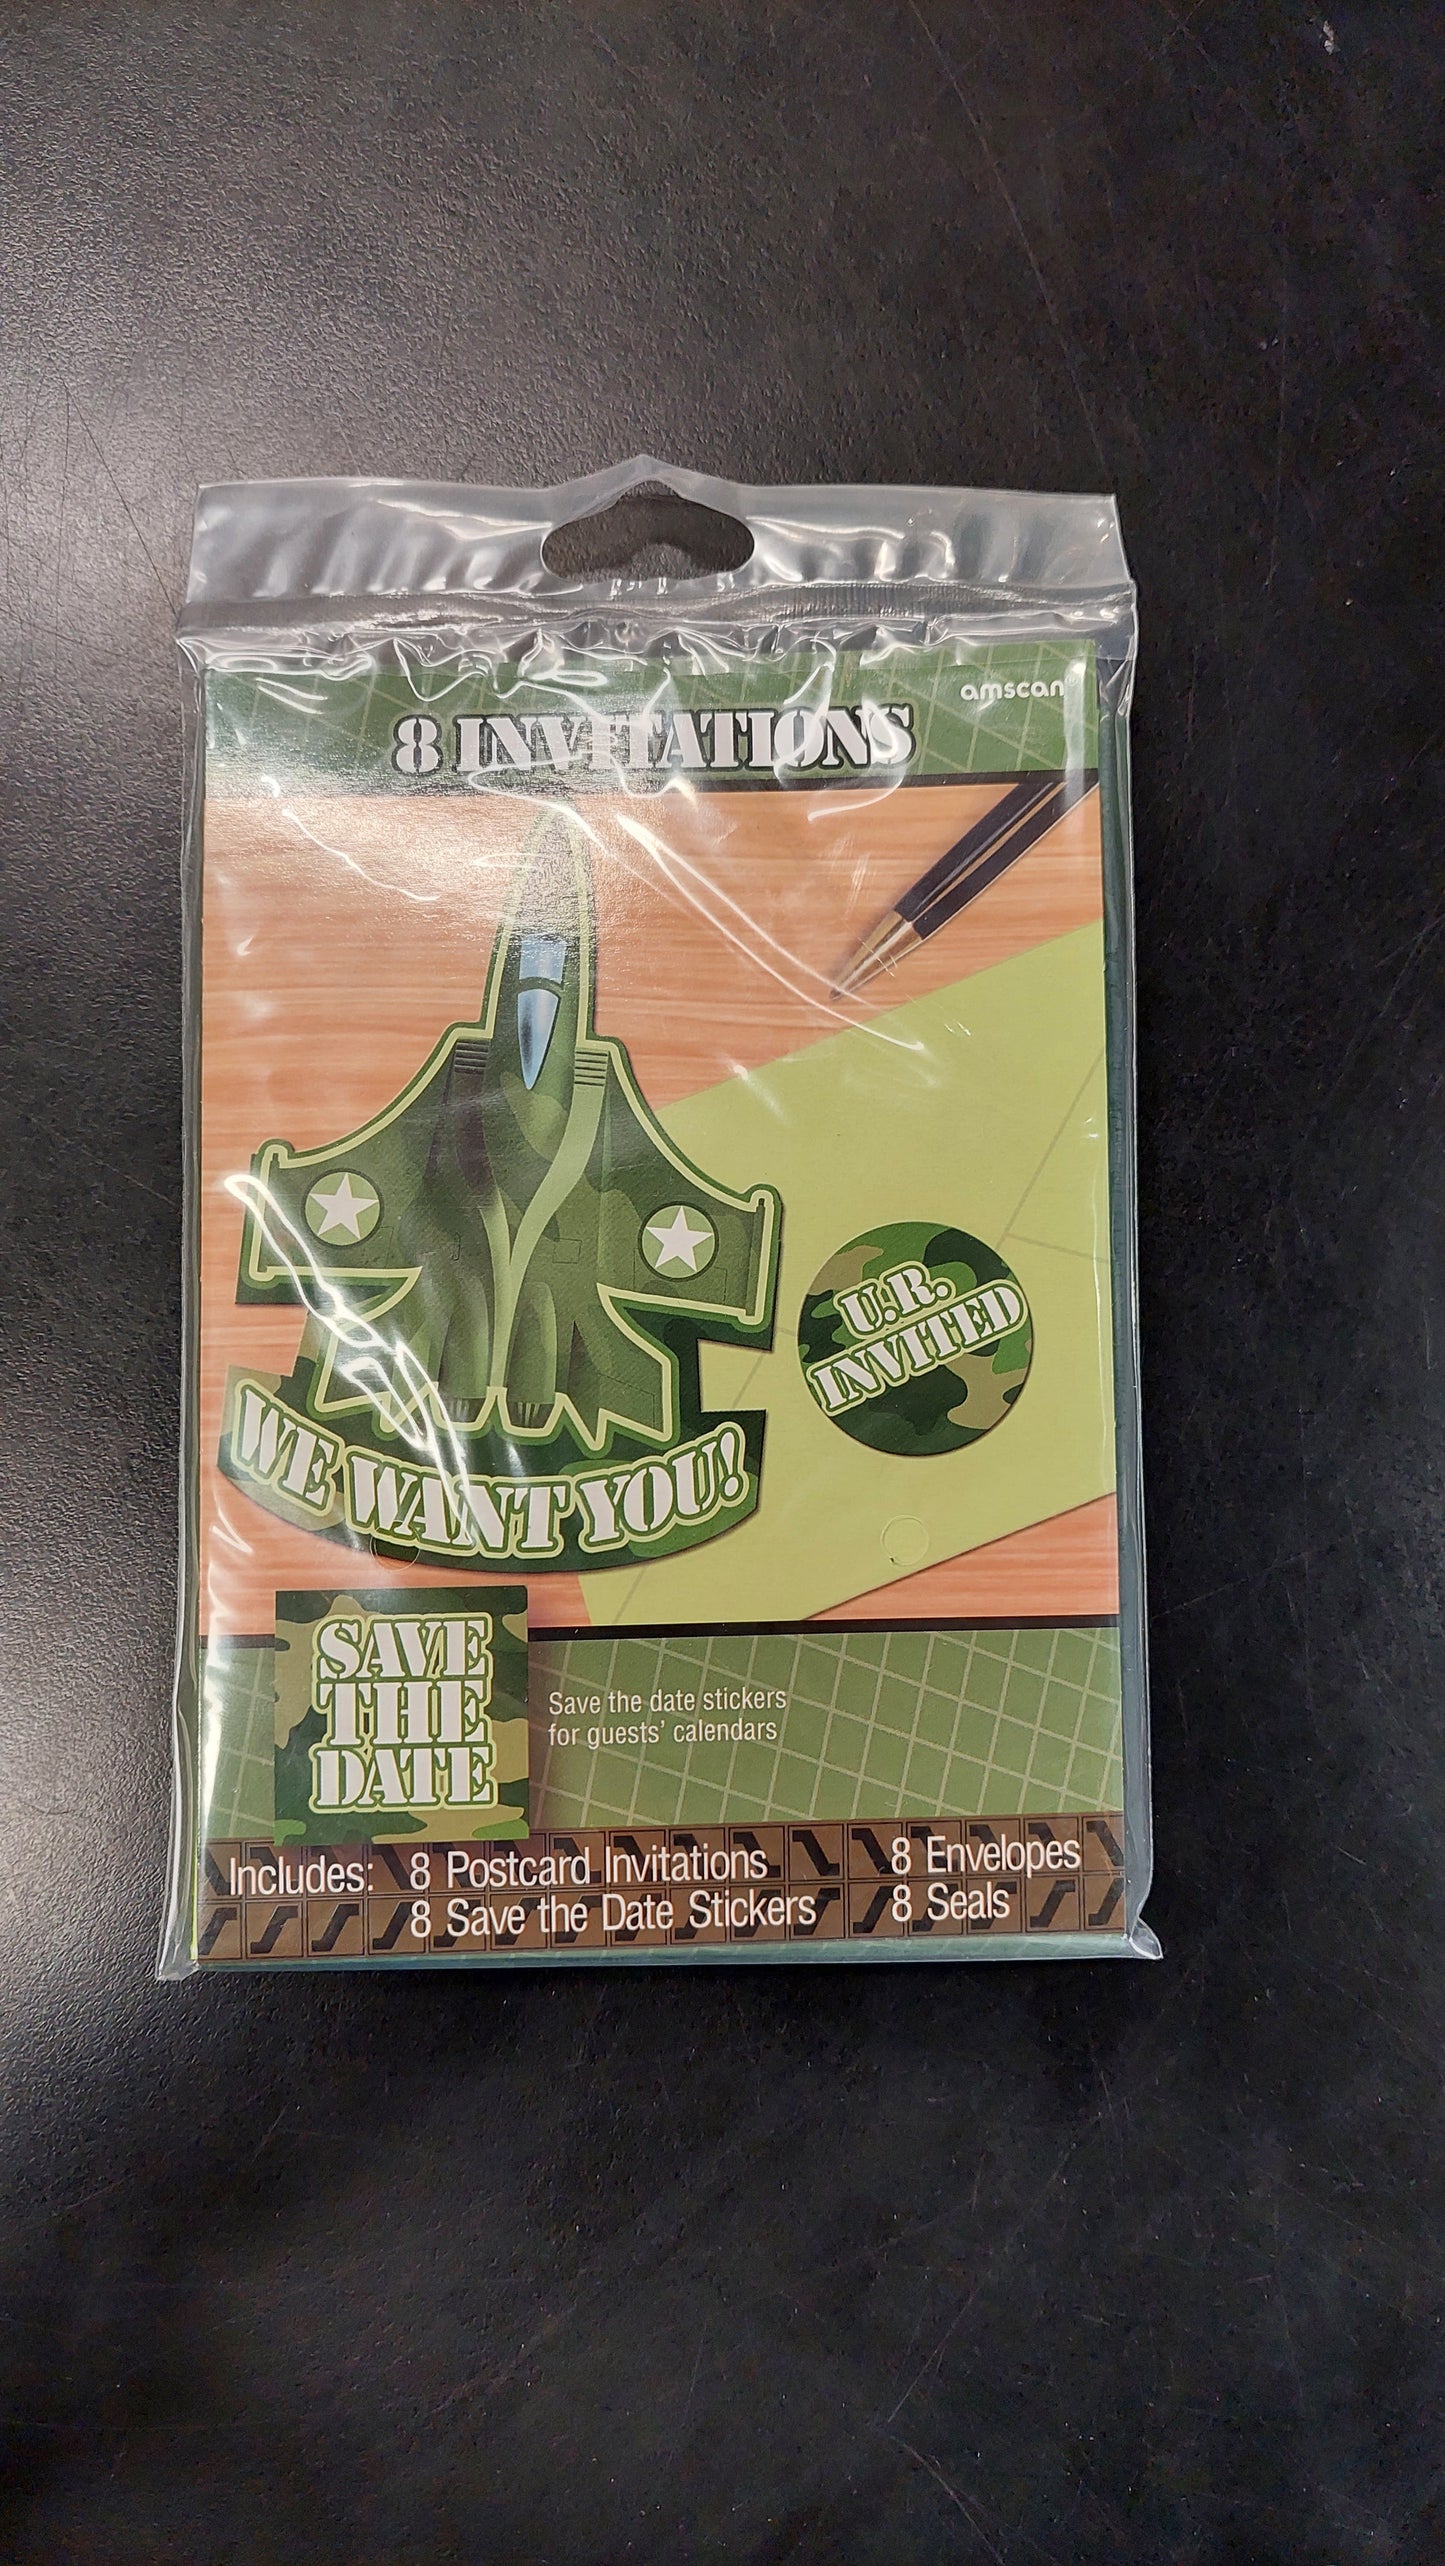 amscan
8 INVITATIONS
U.R.
INVITED
WE WANT YOU!
SAVE
THE
DATE
Save the date stickers
for guests' calendars
Includes: 8 Postcard Invitations 8 Envelopes
8 Save the Date Stickers 8 Seals